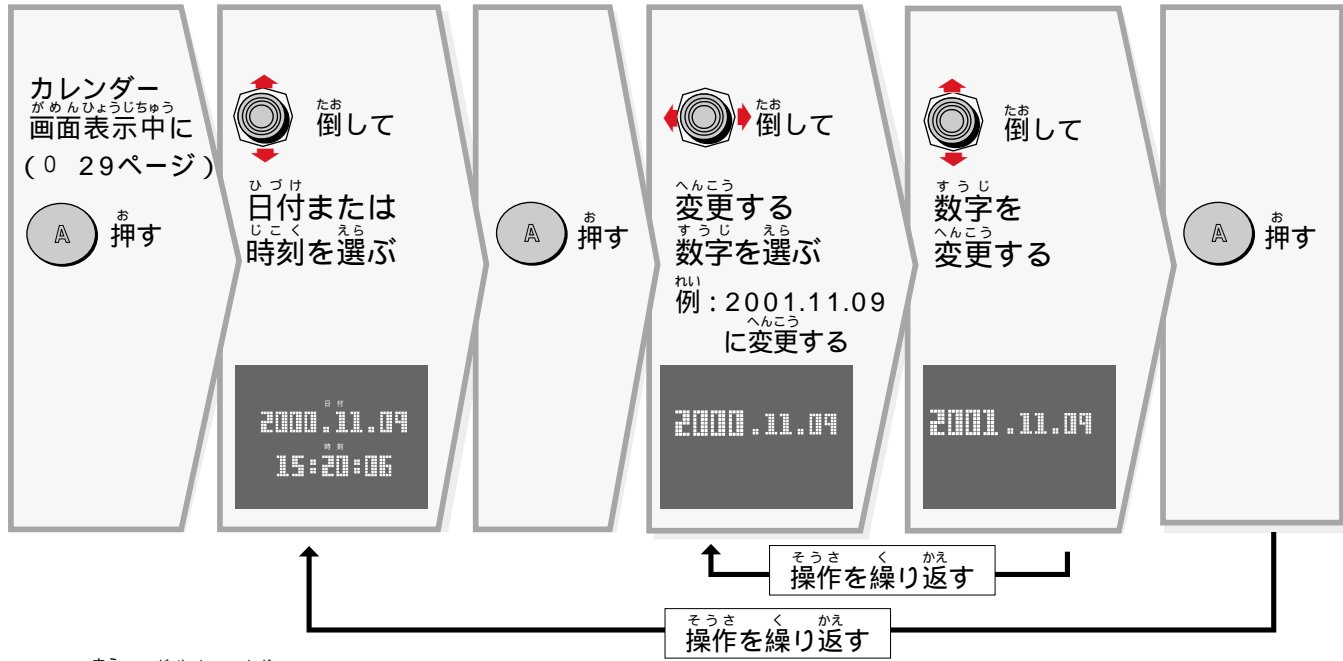 カレンダー
がめんひょうじちゅう
画面表示中に
(0 29ページ)
A
お
押す
たお
倒して
ひづけ
日付または
じこく えら
時刻を選ぶ
日付
2000.11.09
時刻
15:20:06
A
お
押す
たお
倒して
へんこう
変更する
すうじ えら
数字を選ぶ
れい
例：2001.11.09
へんこう
に変更する
2000.11.09
たお
倒して
すうじ
数字を
へんこう
変更する
2001.11.09
A
お
押す
そうさ く かえ
操作を繰り返す
そうさ く かえ
操作を繰り返す